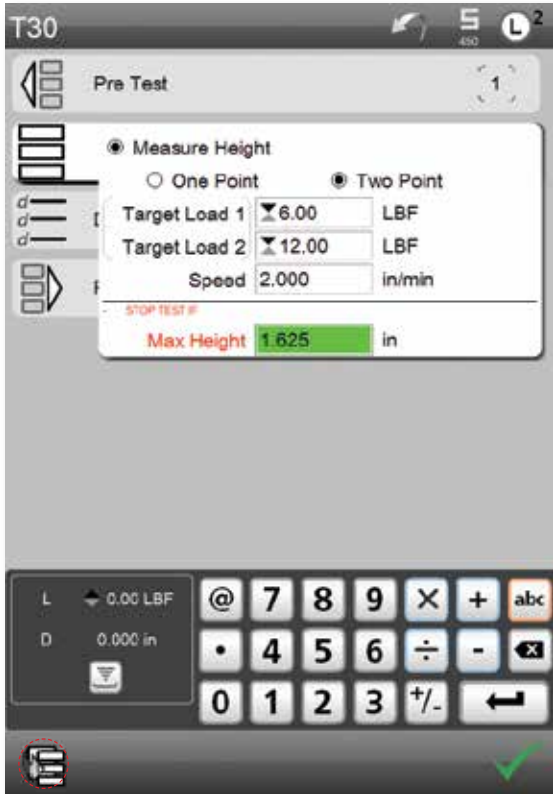 T30
450
L 2
Pre Test
1
Measure Height
One Point Two Point
Target Load 1 6.00 LBF
Target Load 2 12.00 LBF
Speed 2.000 in/min
STOP TEST IF
Max Height 1.625 in
d
d
d
L 0.00 LBF
D 0.000 in
@ 7 8 9 × + abc
• 4 5 6 ÷ -
0 1 2 3 +/-